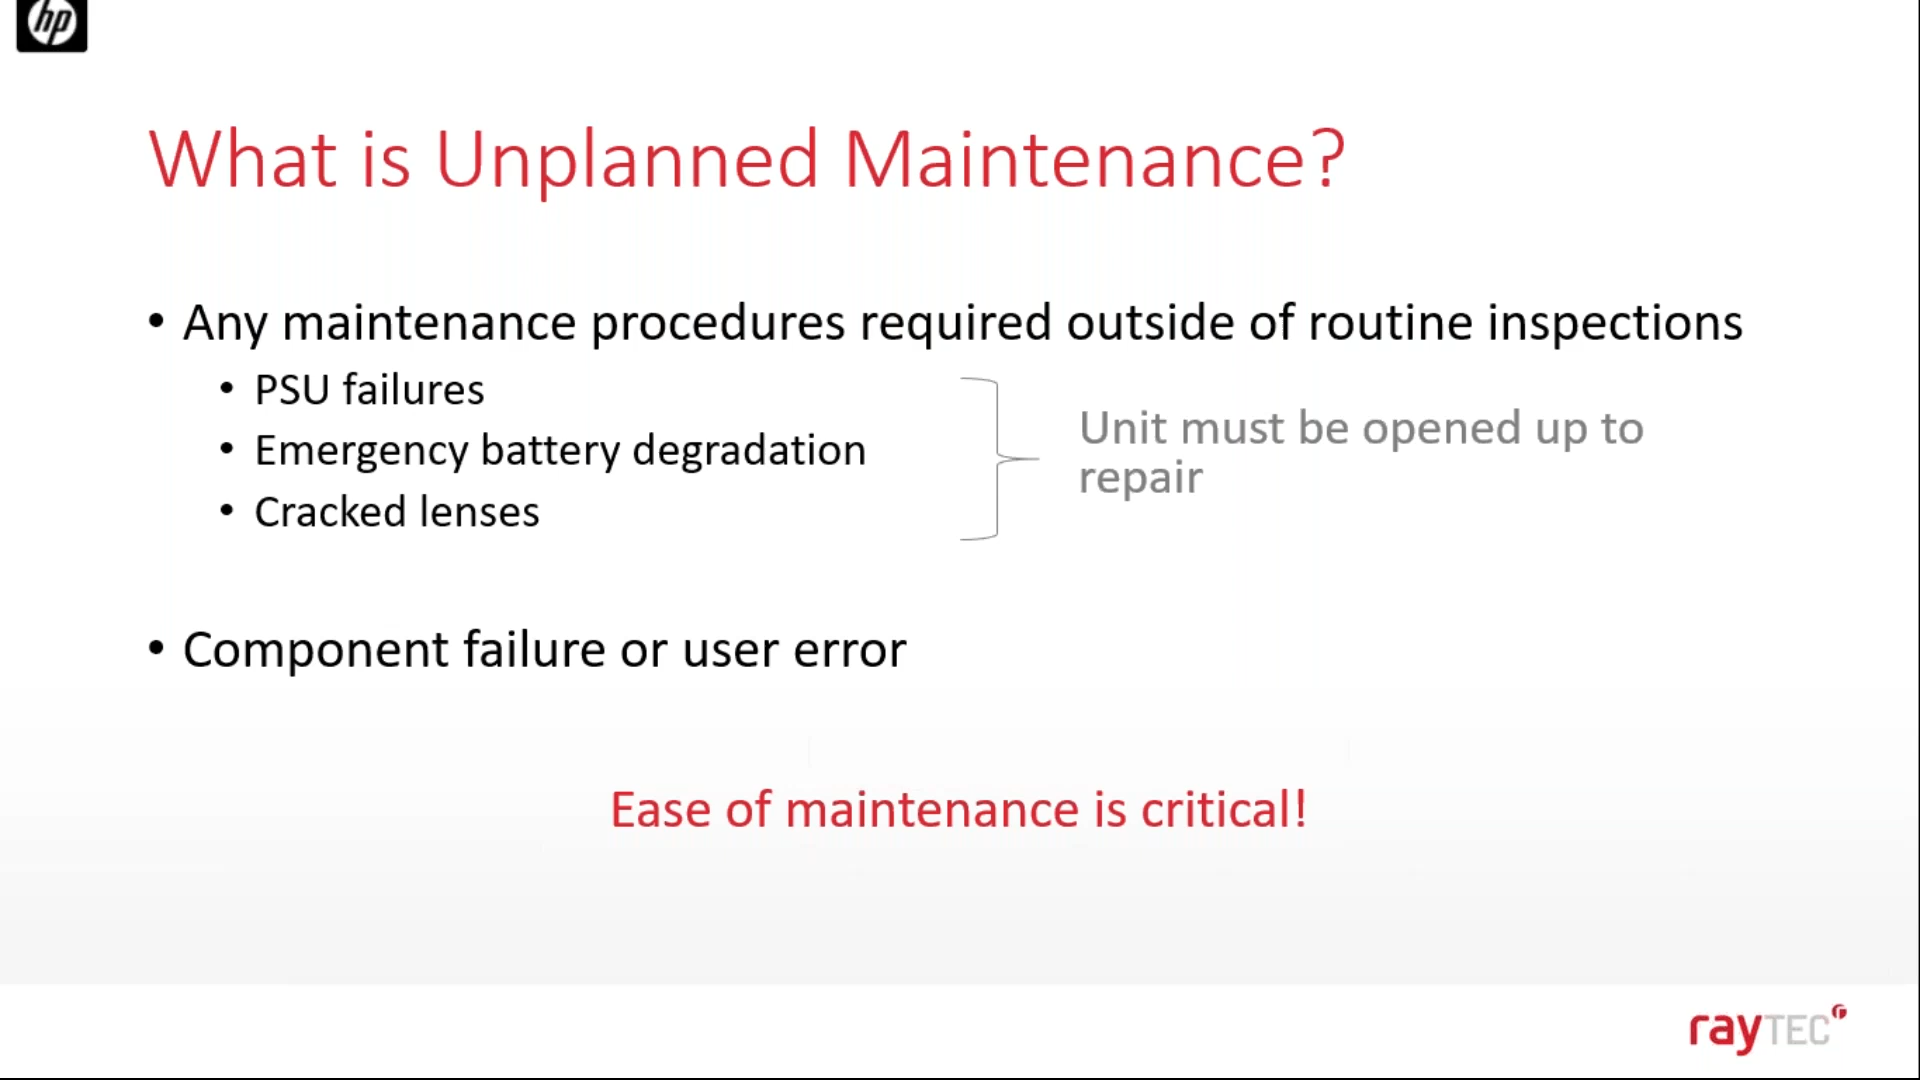 hp
What is Unplanned Maintenance?
• Any maintenance procedures required outside of routine inspections
• PSU failures
• Emergency battery degradation
• Cracked lenses
Unit must be opened up to
repair
• Component failure or user error
Ease of maintenance is critical!
rayTEC r